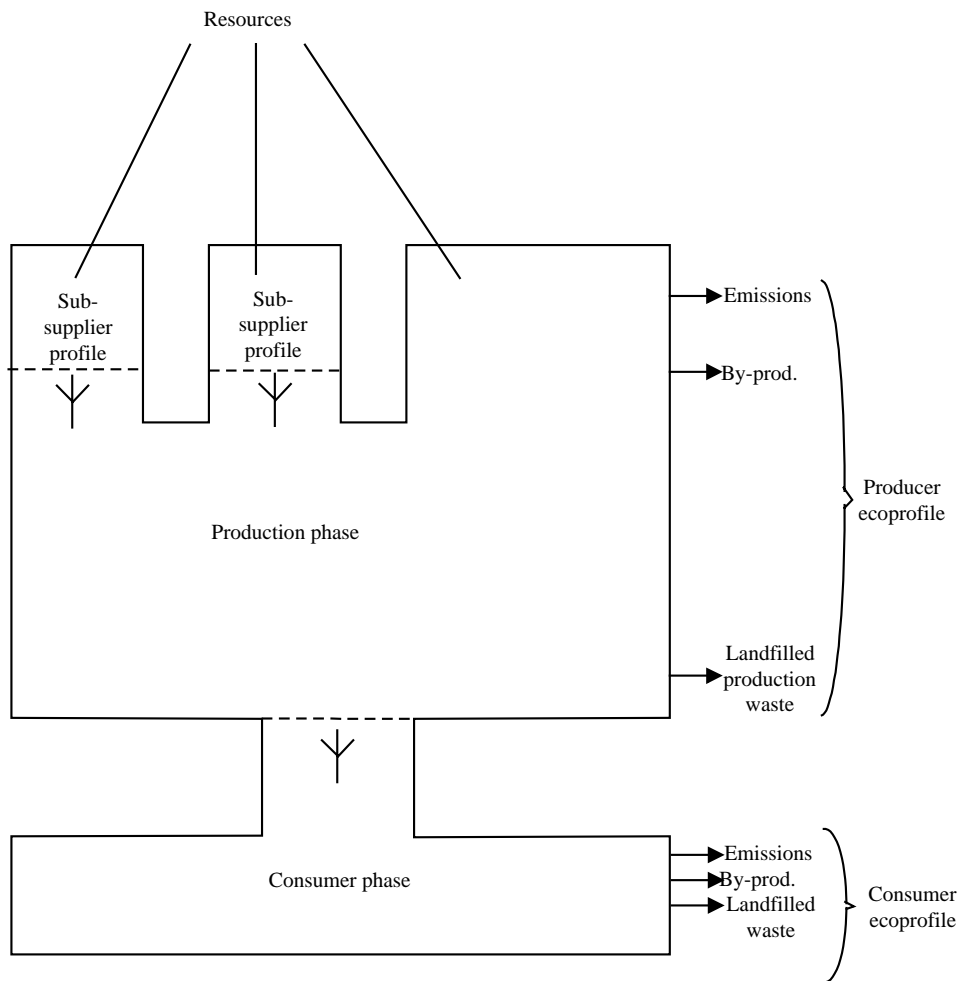 Resources
Sub-
supplier
profile
Sub-
supplier
profile
Emissions
By-prod.
Producer
ecoprofile
Production phase
Landfilled
production
waste
Consumer phase
Emissions
By-prod.
Landfilled
waste
Consumer
ecoprofile